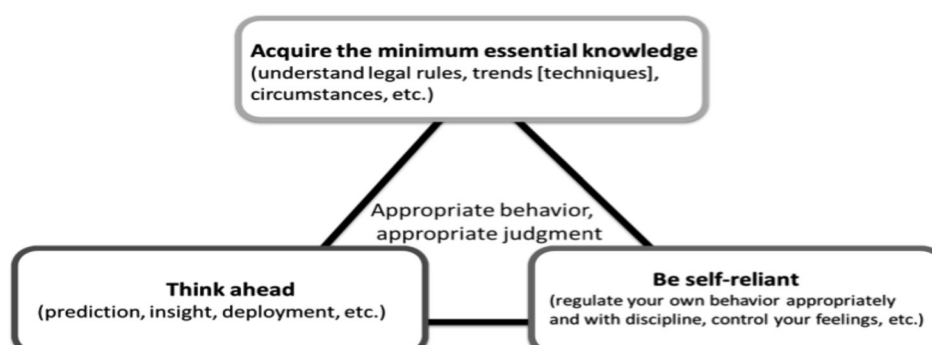 Acquire the minimum essential knowledge
(understand legal rules, trends [techniques],
circumstances, etc.)
Appropriate behavior,
appropriate judgment
Think ahead
(prediction, insight, deployment, etc.)
Be self-reliant
(regulate your own behavior appropriately
and with discipline, control your feelings, etc.)